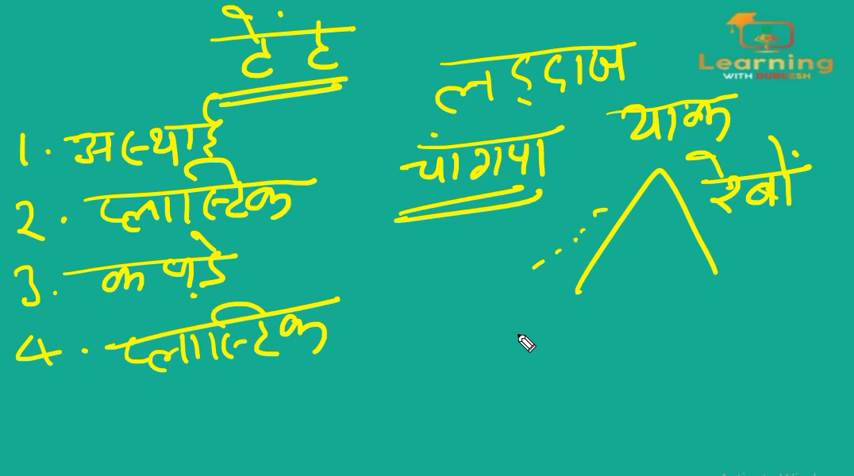 टेंट
1. अस्थाई
2. प्लास्टिक
3. कपड़े
4. प्लास्टिक
लद्दाख
चांगपा
याक
रेबों
Learning
WITH DURGESH